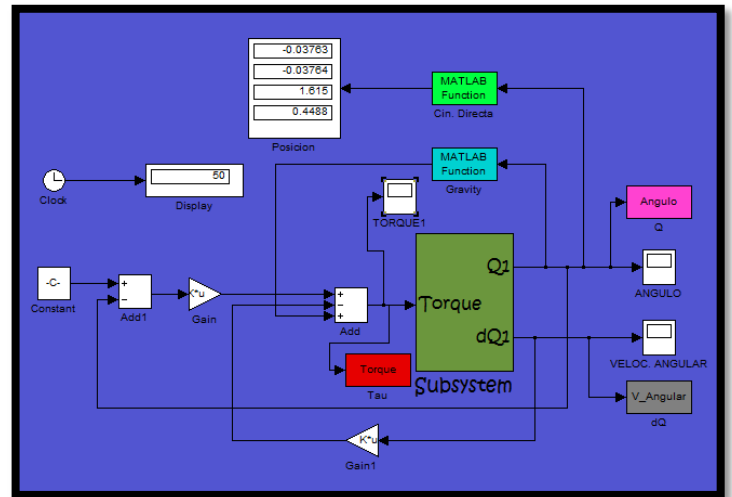 -0.03763
-0.03764
1.615
0.4488
Posicion
MATLAB
Function
Cin. Directa
MATLAB
Function
Gravity
Clock
50
Display
TORQUE1
Angulo
Q
-C-
Constant
+
−
Add1
K*u
Gain
+
−
+
Add
Torque
Q1
dQ1
Subsystem
ANGULO
VELOC. ANGULAR
Torque
Tau
V_Angular
dQ
K*u
Gain1